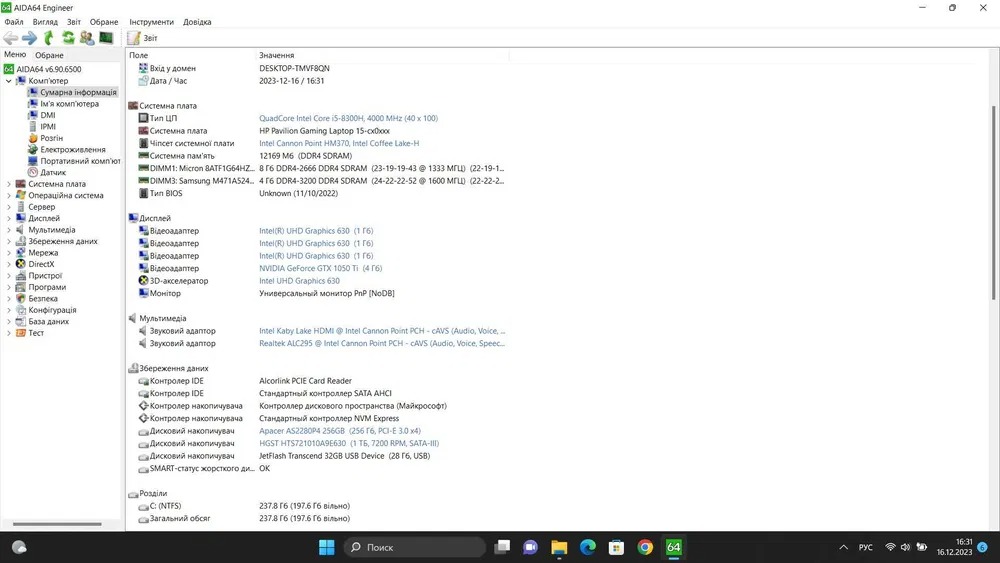 AIDA64 Engineer
Файл Вигляд Звіт Обране Інструменти Довідка
Звіт
Меню Обране
AIDA64 v6.90.6500
Комп'ютер
Сумарна інформація
Ім'я комп'ютера
DMI
IPMI
Розгін
Електроживлення
Портативний комп'ют
Датчик
Системна плата
Операційна система
Сервер
Дисплей
Мультимедіа
Збереження даних
Мережа
DirectX
Пристрої
Програми
Безпека
Конфігурація
База даних
Тест
Поле Значення
Вхід у домен DESKTOP-TMVF8QN
Дата / Час 2023-12-16 / 16:31
Системна плата
Тип ЦП QuadCore Intel Core i5-8300H, 4000 MHz (40 x 100)
Системна плата HP Pavilion Gaming Laptop 15-cx0xxx
Чіпсет системної плати Intel Cannon Point HM370, Intel Coffee Lake-H
Системна пам'ять 12169 Мб (DDR4 SDRAM)
DIMM1: Micron 8ATF1G64HZ... 8 Гб DDR4-2666 DDR4 SDRAM (23-19-19-43 @ 1333 МГЦ) (22-19-1...
DIMM3: Samsung M471A524... 4 Гб DDR4-3200 DDR4 SDRAM (24-22-22-52 @ 1600 МГЦ) (22-22-2...
Тип BIOS Unknown (11/10/2022)
Дисплей
Відеоадаптер Intel(R) UHD Graphics 630 (1 Гб)
Відеоадаптер Intel(R) UHD Graphics 630 (1 Гб)
Відеоадаптер Intel(R) UHD Graphics 630 (1 Гб)
Відеоадаптер NVIDIA GeForce GTX 1050 Ti (4 Гб)
3D-акселератор Intel UHD Graphics 630
Монітор Универсальный монитор PnP [NoDB]
Мультимедіа
Звуковий адаптор Intel Kaby Lake HDMI @ Intel Cannon Point PCH - cAVS (Audio, Voice, ...
Звуковий адаптор Realtek ALC295 @ Intel Cannon Point PCH - cAVS (Audio, Voice, Speec...
Збереження даних
Контролер IDE Alcorlink PCIE Card Reader
Контролер IDE Стандартный контроллер SATA AHCI
Контролер накопичувача Контроллер дискового пространства (Майкрософт)
Контролер накопичувача Стандартный контроллер NVM Express
Дисковий накопичувач Apacer AS2280P4 256GB (256 Гб, PCI-E 3.0 x4)
Дисковий накопичувач HGST HTS721010A9E630 (1 ТБ, 7200 RPM, SATA-III)
Дисковий накопичувач JetFlash Transcend 32GB USB Device (28 Гб, USB)
SMART-статус жорсткого ди... OK
Розділи
C: (NTFS) 237.8 Гб (197.6 Гб вільно)
Загальний обсяг 237.8 Гб (197.6 Гб вільно)
Поиск
64
РУС
16:31
16.12.2023
6